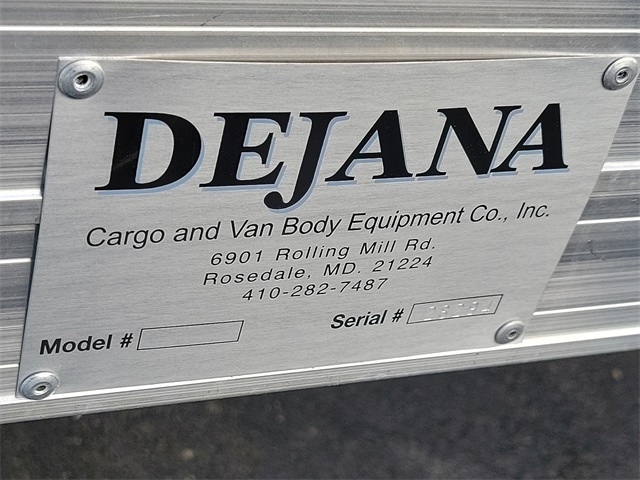 DEJANA
Cargo and Van Body Equipment Co., Inc.
6901 Rolling Mill Rd.
Rosedale, MD. 21224
410-282-7487
Model #
Serial #